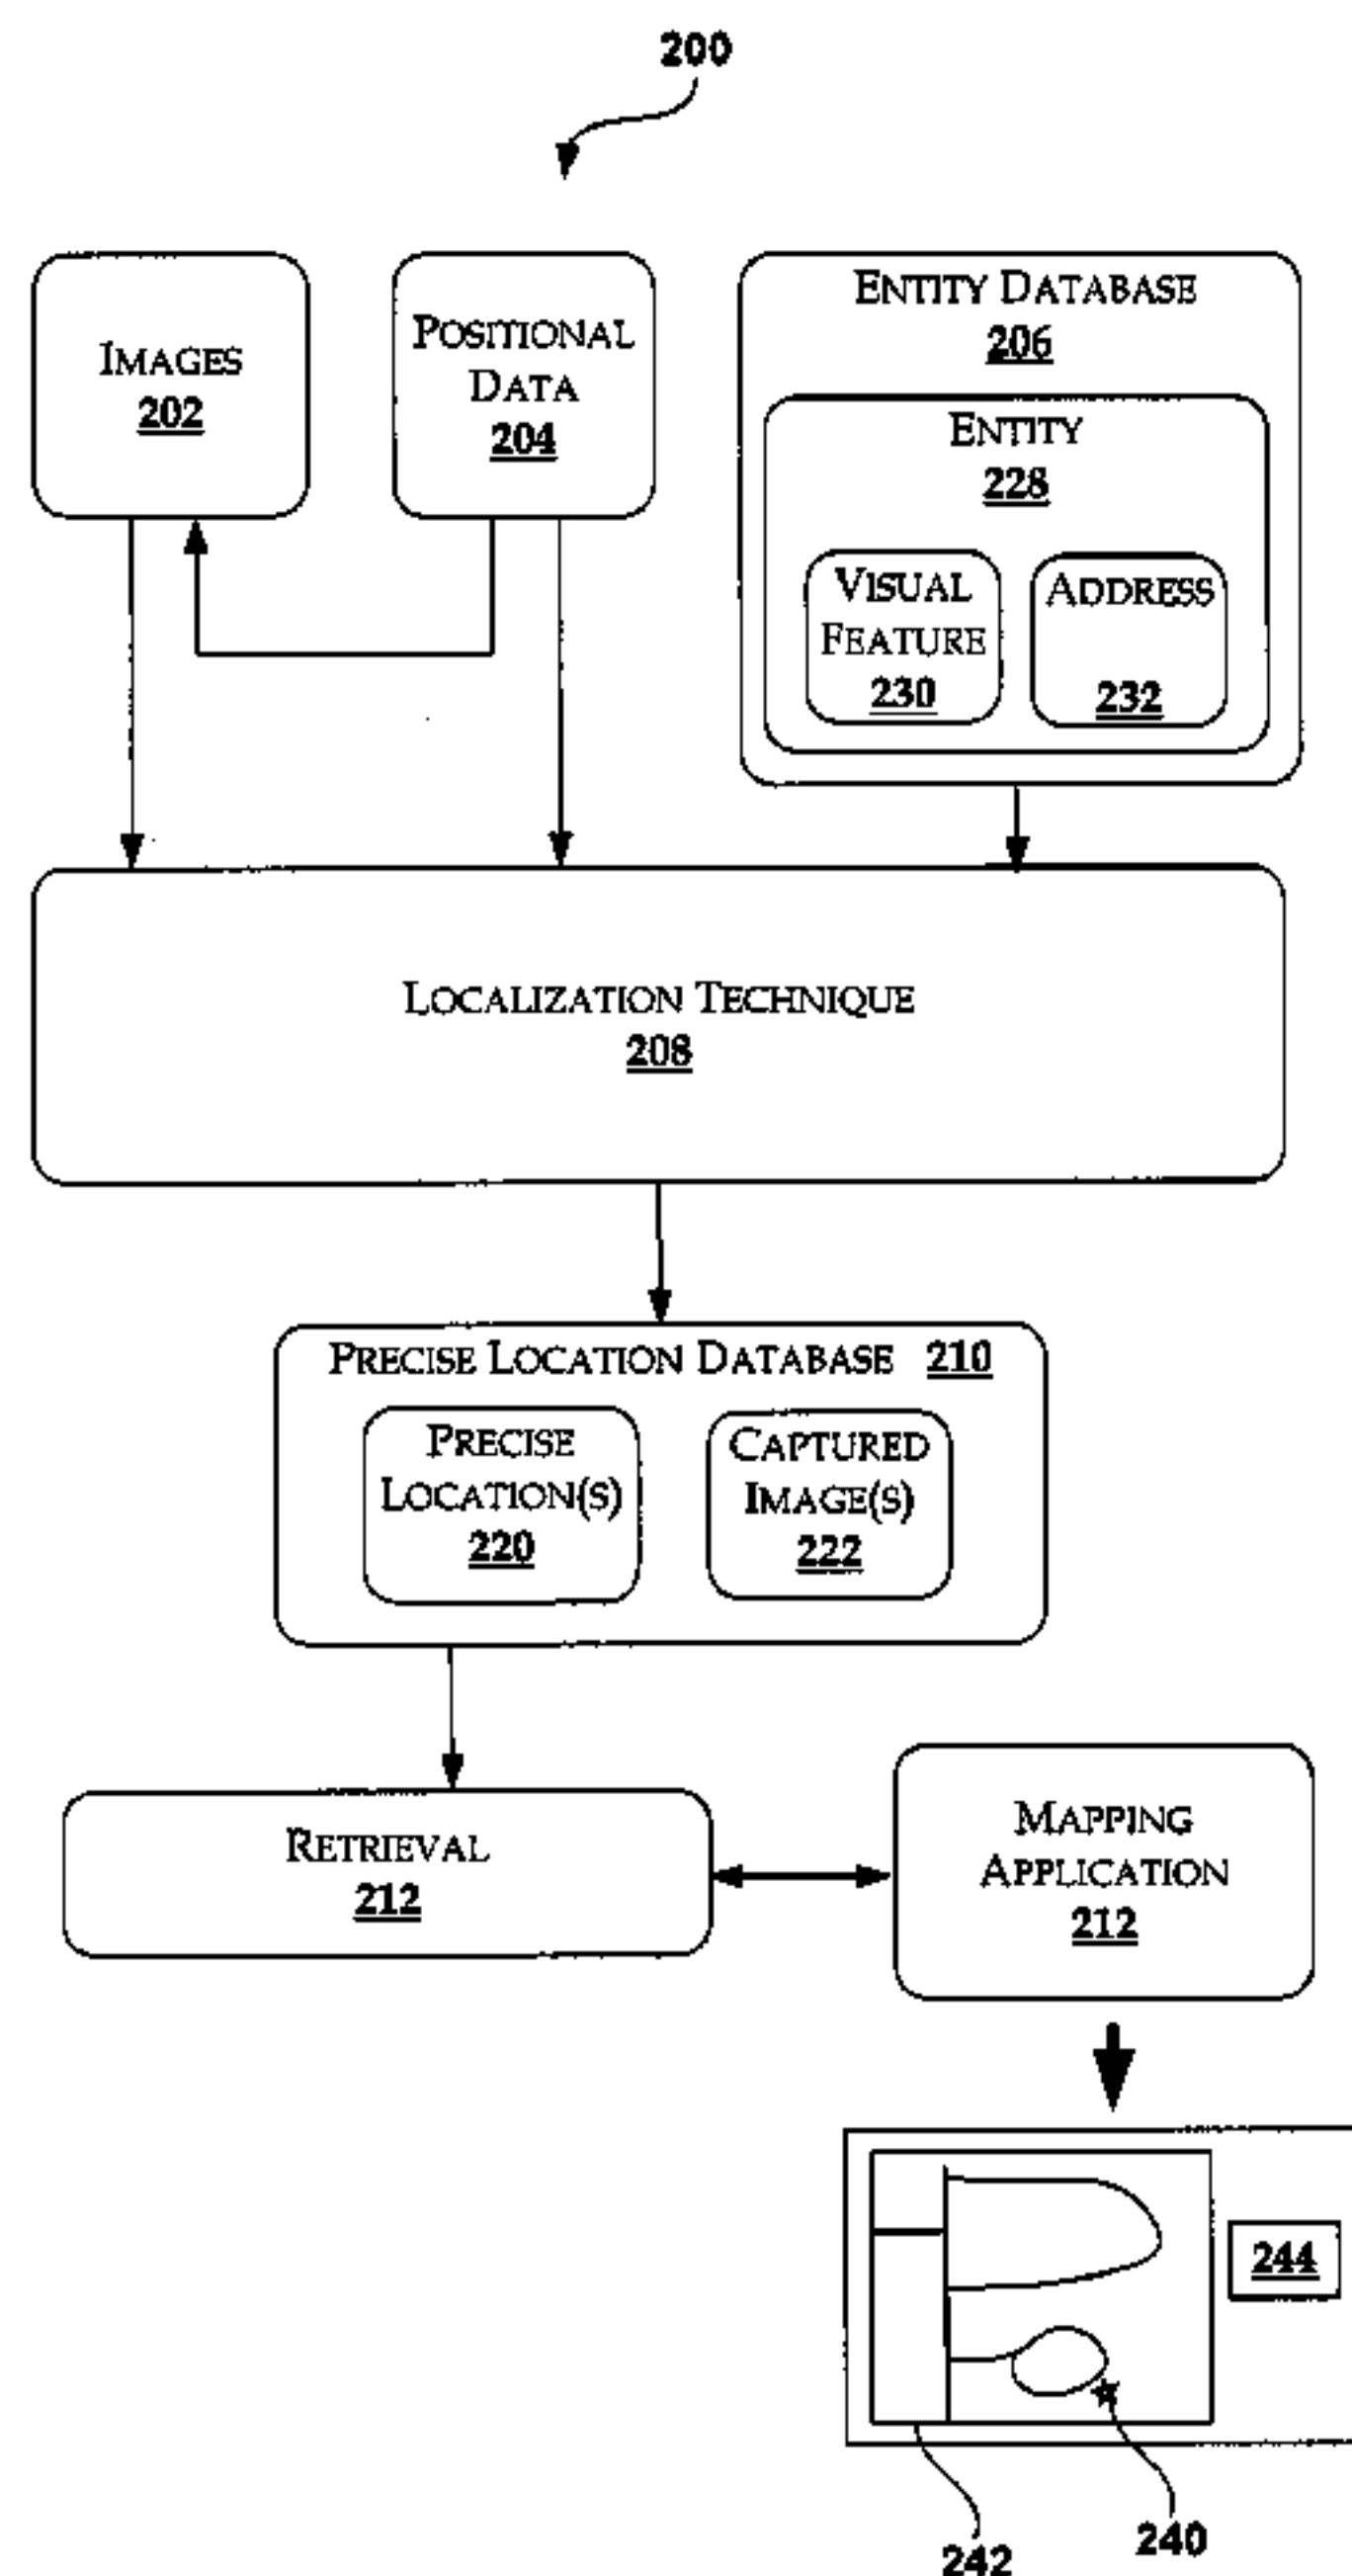 200
IMAGES
202
POSITIONAL
DATA
204
ENTITY DATABASE
206
ENTITY
228
VISUAL
FEATURE
230
ADDRESS
232
LOCALIZATION TECHNIQUE
208
PRECISE LOCATION DATABASE 210
PRECISE
LOCATION(S)
220
CAPTURED
IMAGE(S)
222
RETRIEVAL
212
MAPPING
APPLICATION
212
244
240
242